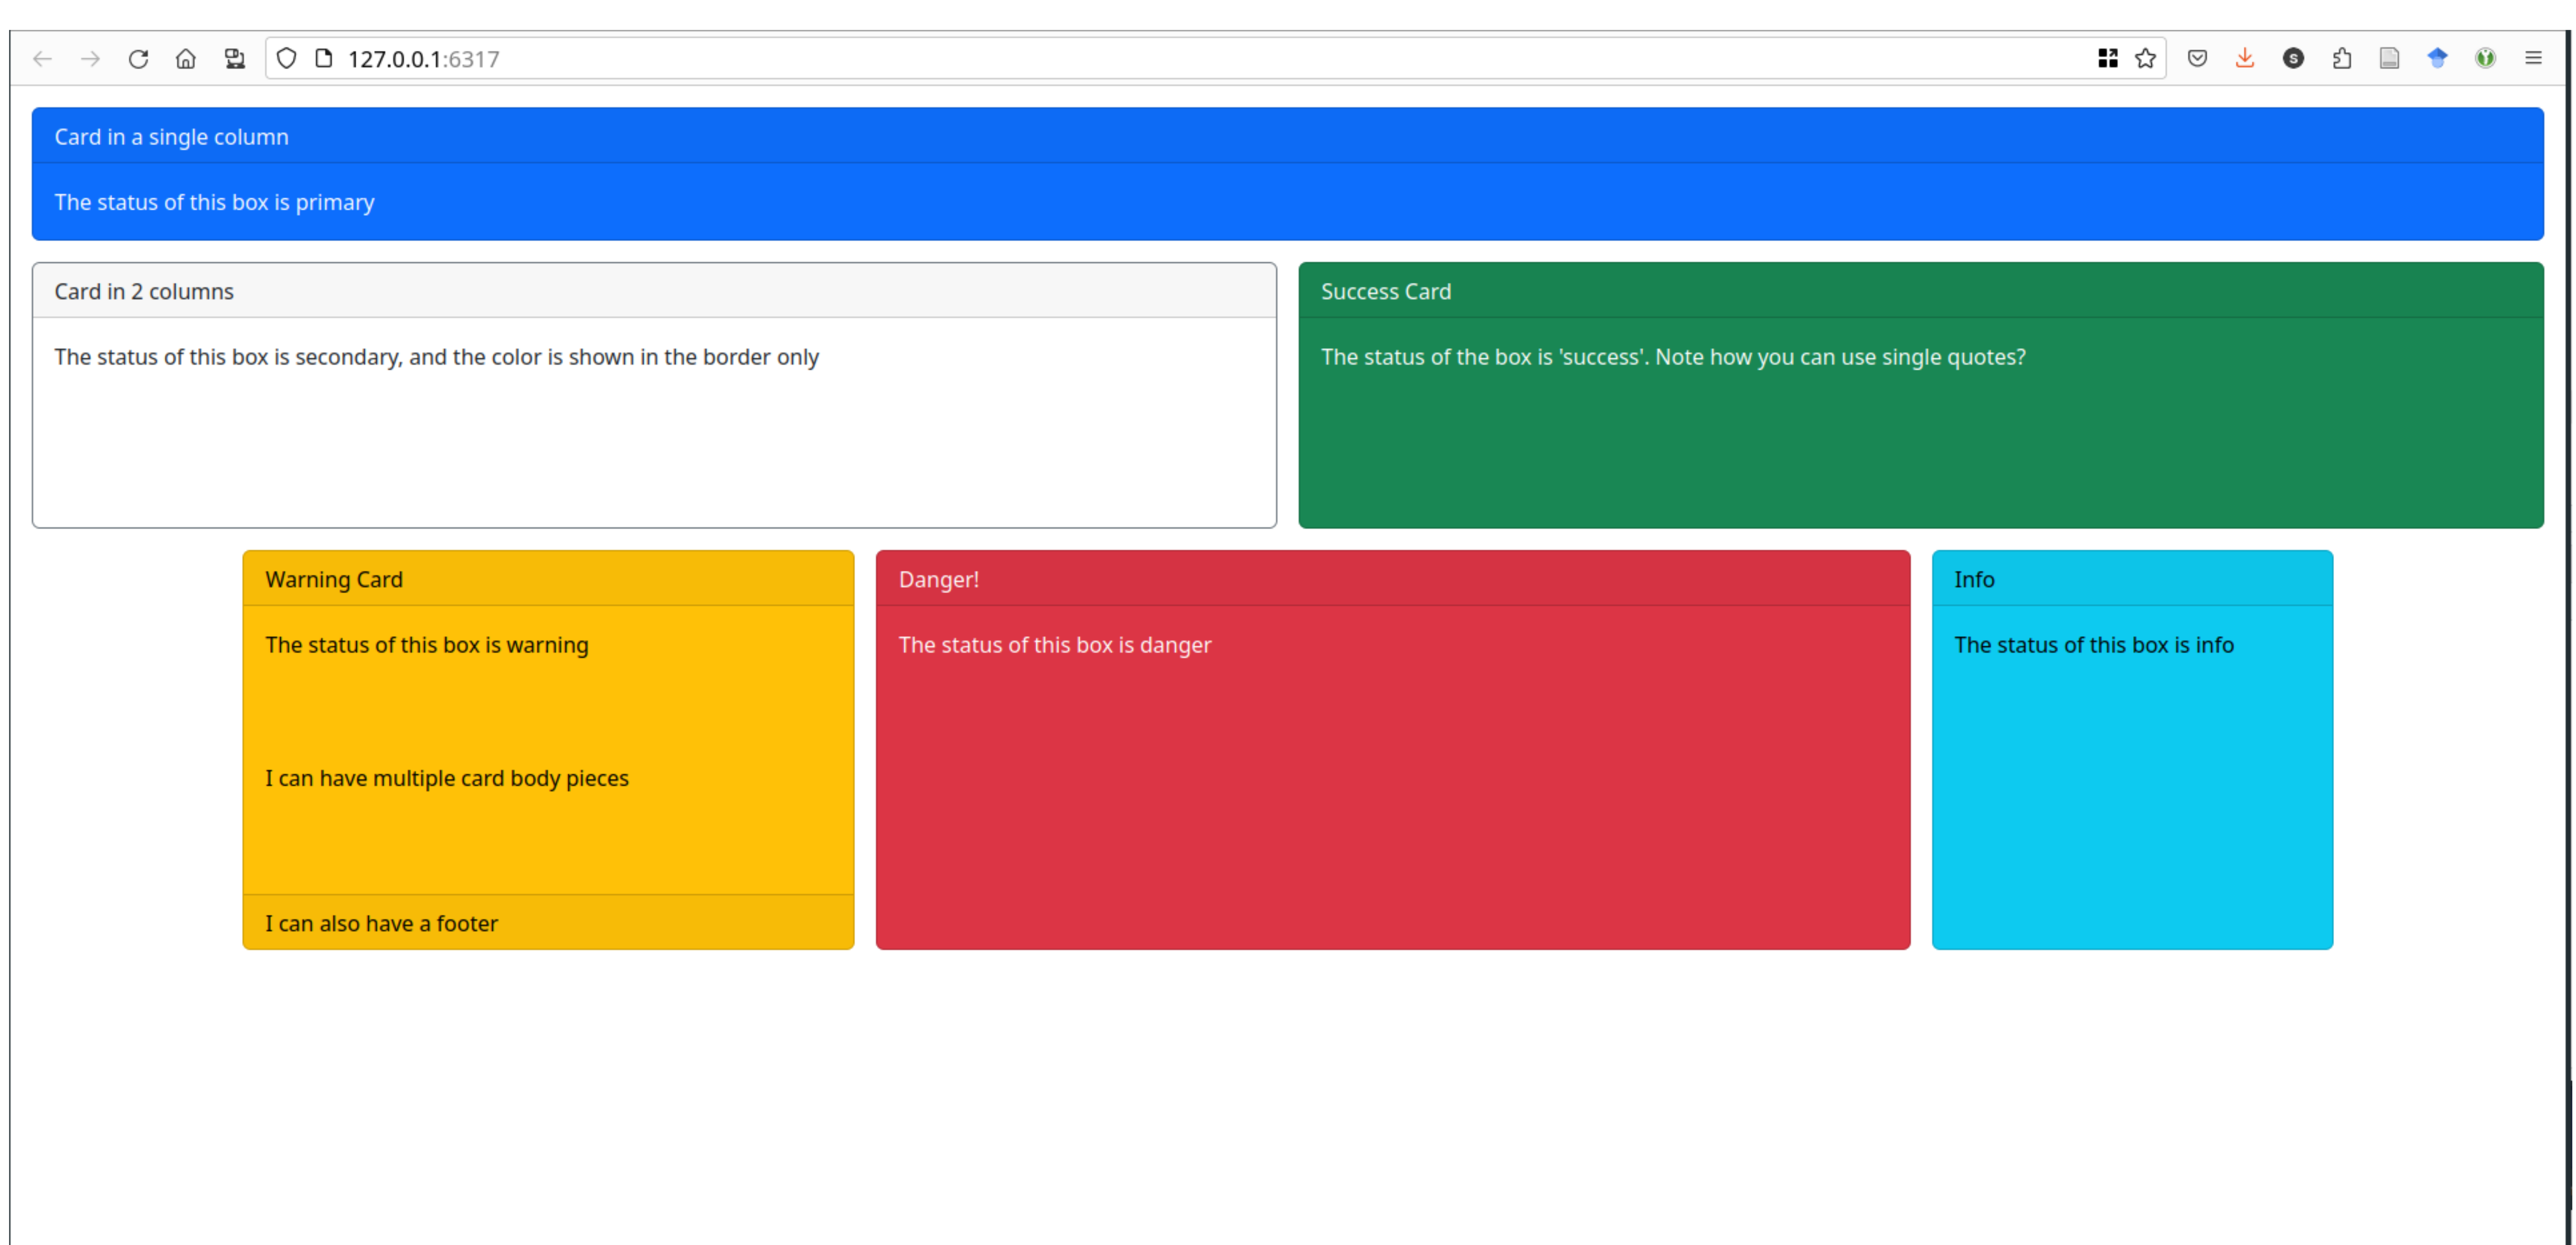 127.0.0.1:6317
S
Card in a single column
The status of this box is primary
Card in 2 columns
The status of this box is secondary, and the color is shown in the border only
Success Card
The status of the box is 'success'. Note how you can use single quotes?
Warning Card
The status of this box is warning
I can have multiple card body pieces
I can also have a footer
Danger!
The status of this box is danger
Info
The status of this box is info